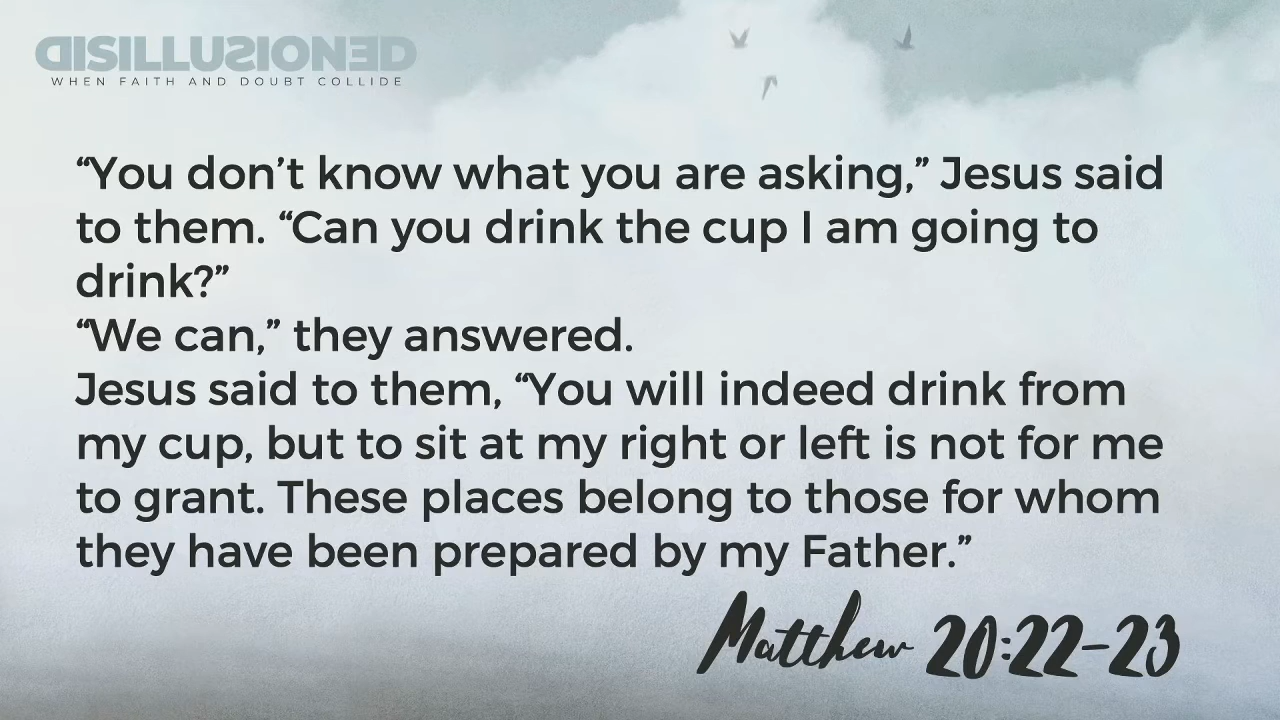 DISILLUSIONED
WHEN FAITH AND DOUBT COLLIDE
“You don’t know what you are asking,” Jesus said
to them. “Can you drink the cup I am going to
drink?”
“We can,” they answered.
Jesus said to them, “You will indeed drink from
my cup, but to sit at my right or left is not for me
to grant. These places belong to those for whom
they have been prepared by my Father.”
Matthew 20:22-23